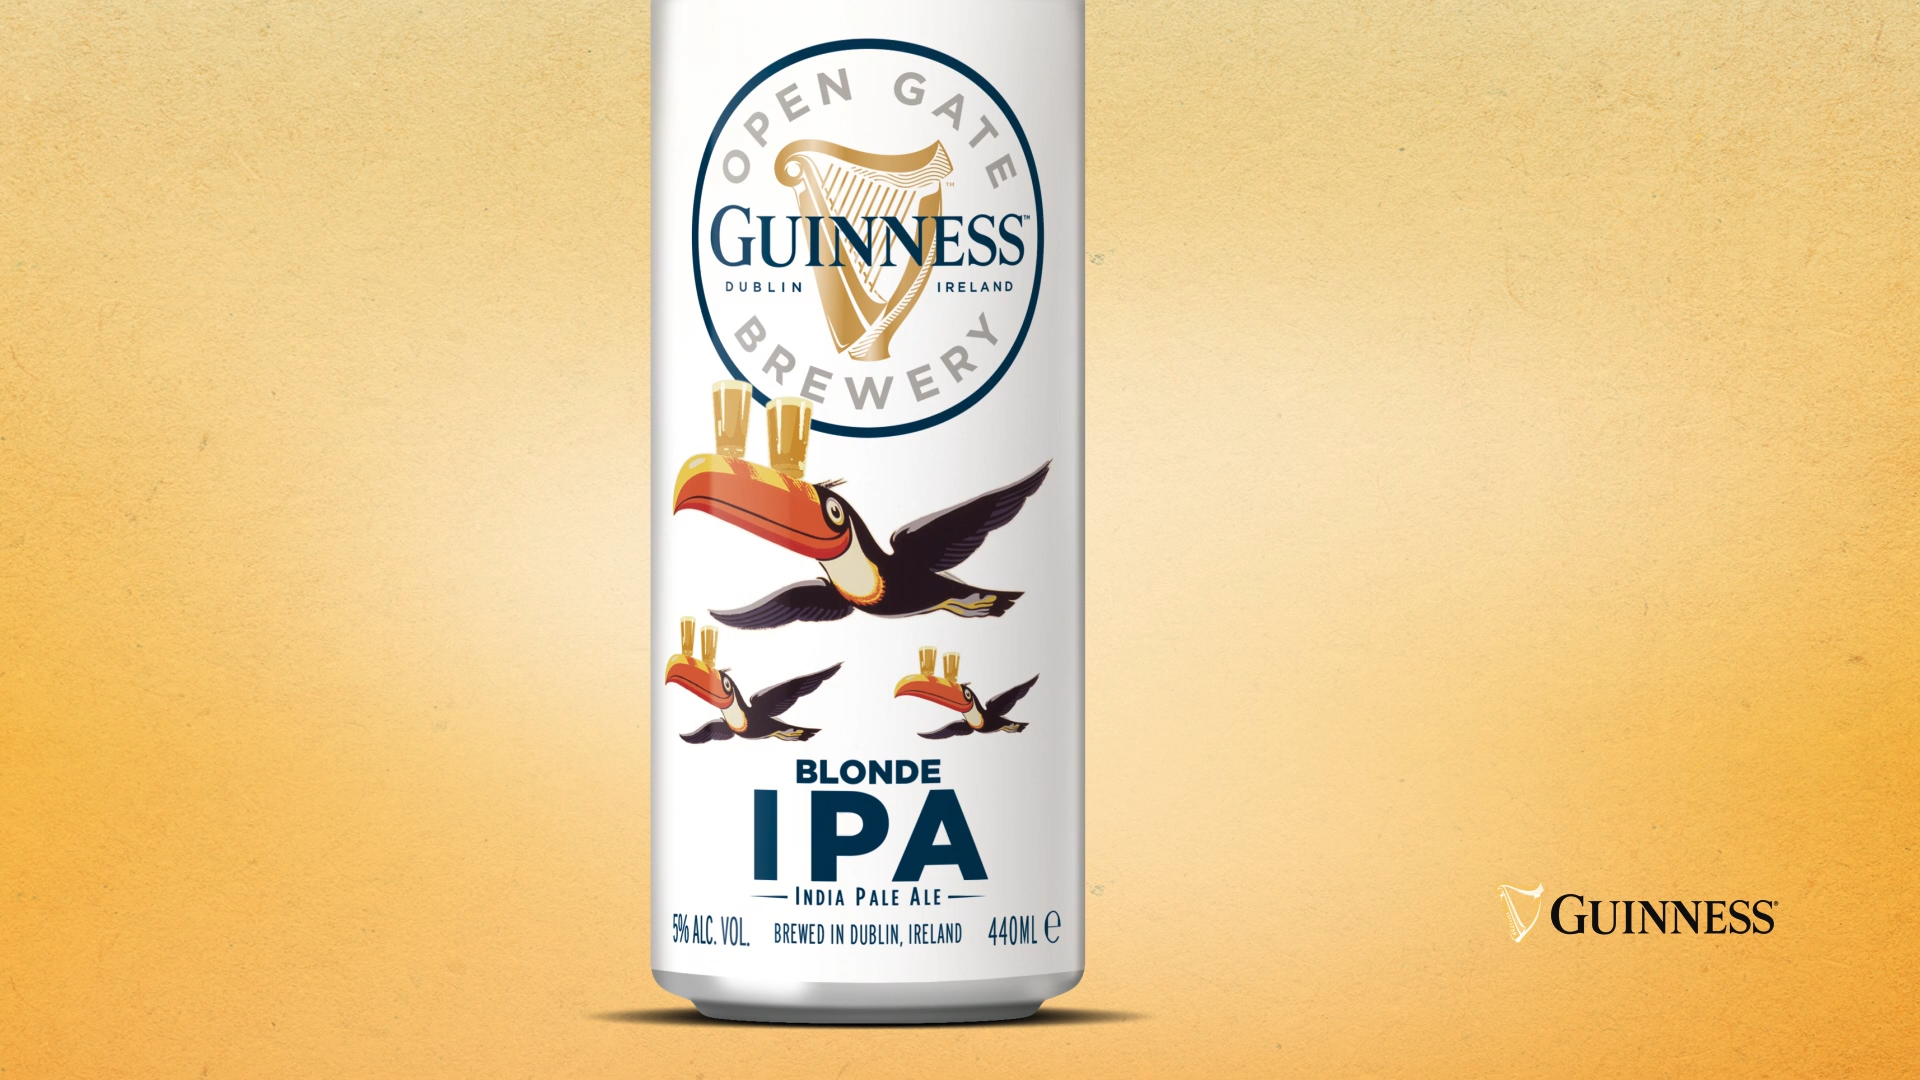 OPEN GATE
GUINNESS™
DUBLIN IRELAND
BREWERY
BLONDE
IPA
INDIA PALE ALE
5% ALC. VOL. BREWED IN DUBLIN, IRELAND 440ML ℮
GUINNESS®